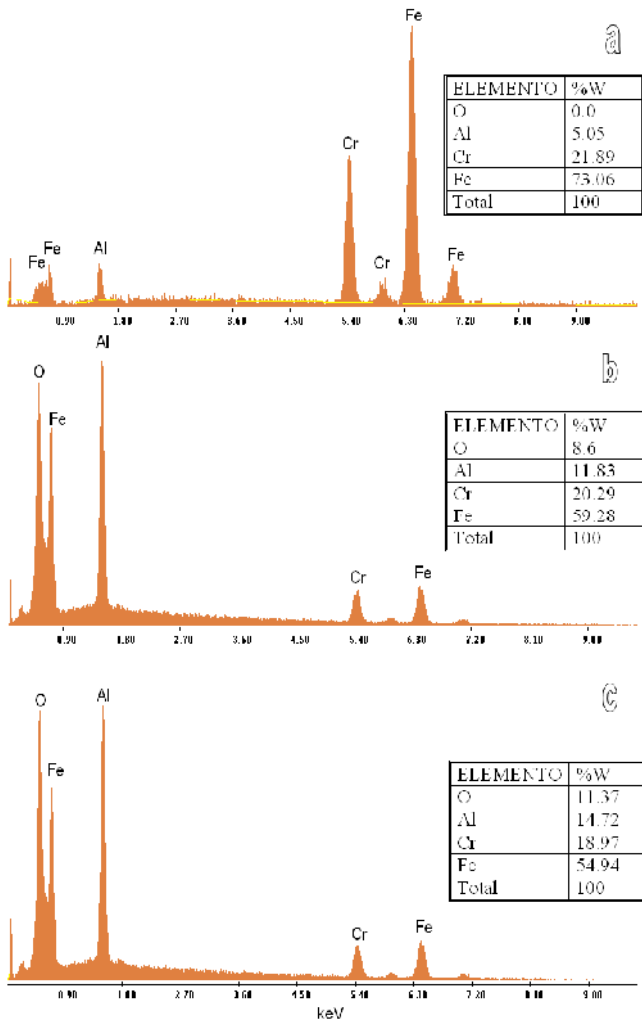 a
Fe
Cr
Fe
Fe
Al
Cr
Fe
ELEMENTO %W
O 0.0
Al 5.05
Cr 21.89
Fe 73.06
Total 100
0.90 1.80 2.70 3.60 4.50 5.40 6.30 7.20 8.10 9.00
b
O
Fe
Al
Cr
Fe
ELEMENTO %W
O 8.6
Al 11.83
Cr 20.29
Fe 59.28
Total 100
0.90 1.80 2.70 3.60 4.50 5.40 6.30 7.20 8.10 9.00
c
O
Fe
Al
Cr
Fe
ELEMENTO %W
O 11.37
Al 14.72
Cr 18.97
Fe 54.94
Total 100
0.90 1.80 2.70 3.60 4.50 5.40 6.30 7.20 8.10 9.00
keV